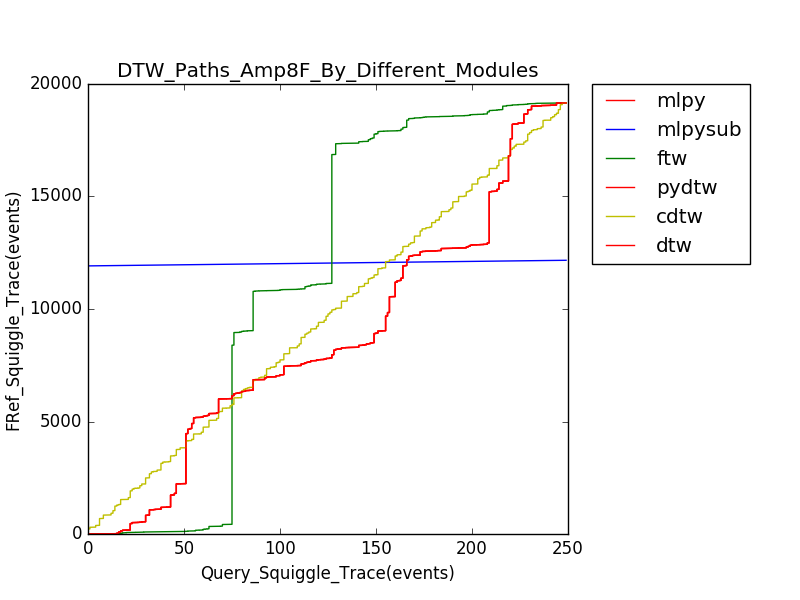 DTW_Paths_Amp8F_By_Different_Modules
20000
15000
10000
5000
0
0 50 100 150 200 250
FRef_Squiggle_Trace(events)
Query_Squiggle_Trace(events)
mlpy
mlpysub
ftw
pydtw
cdtw
dtw